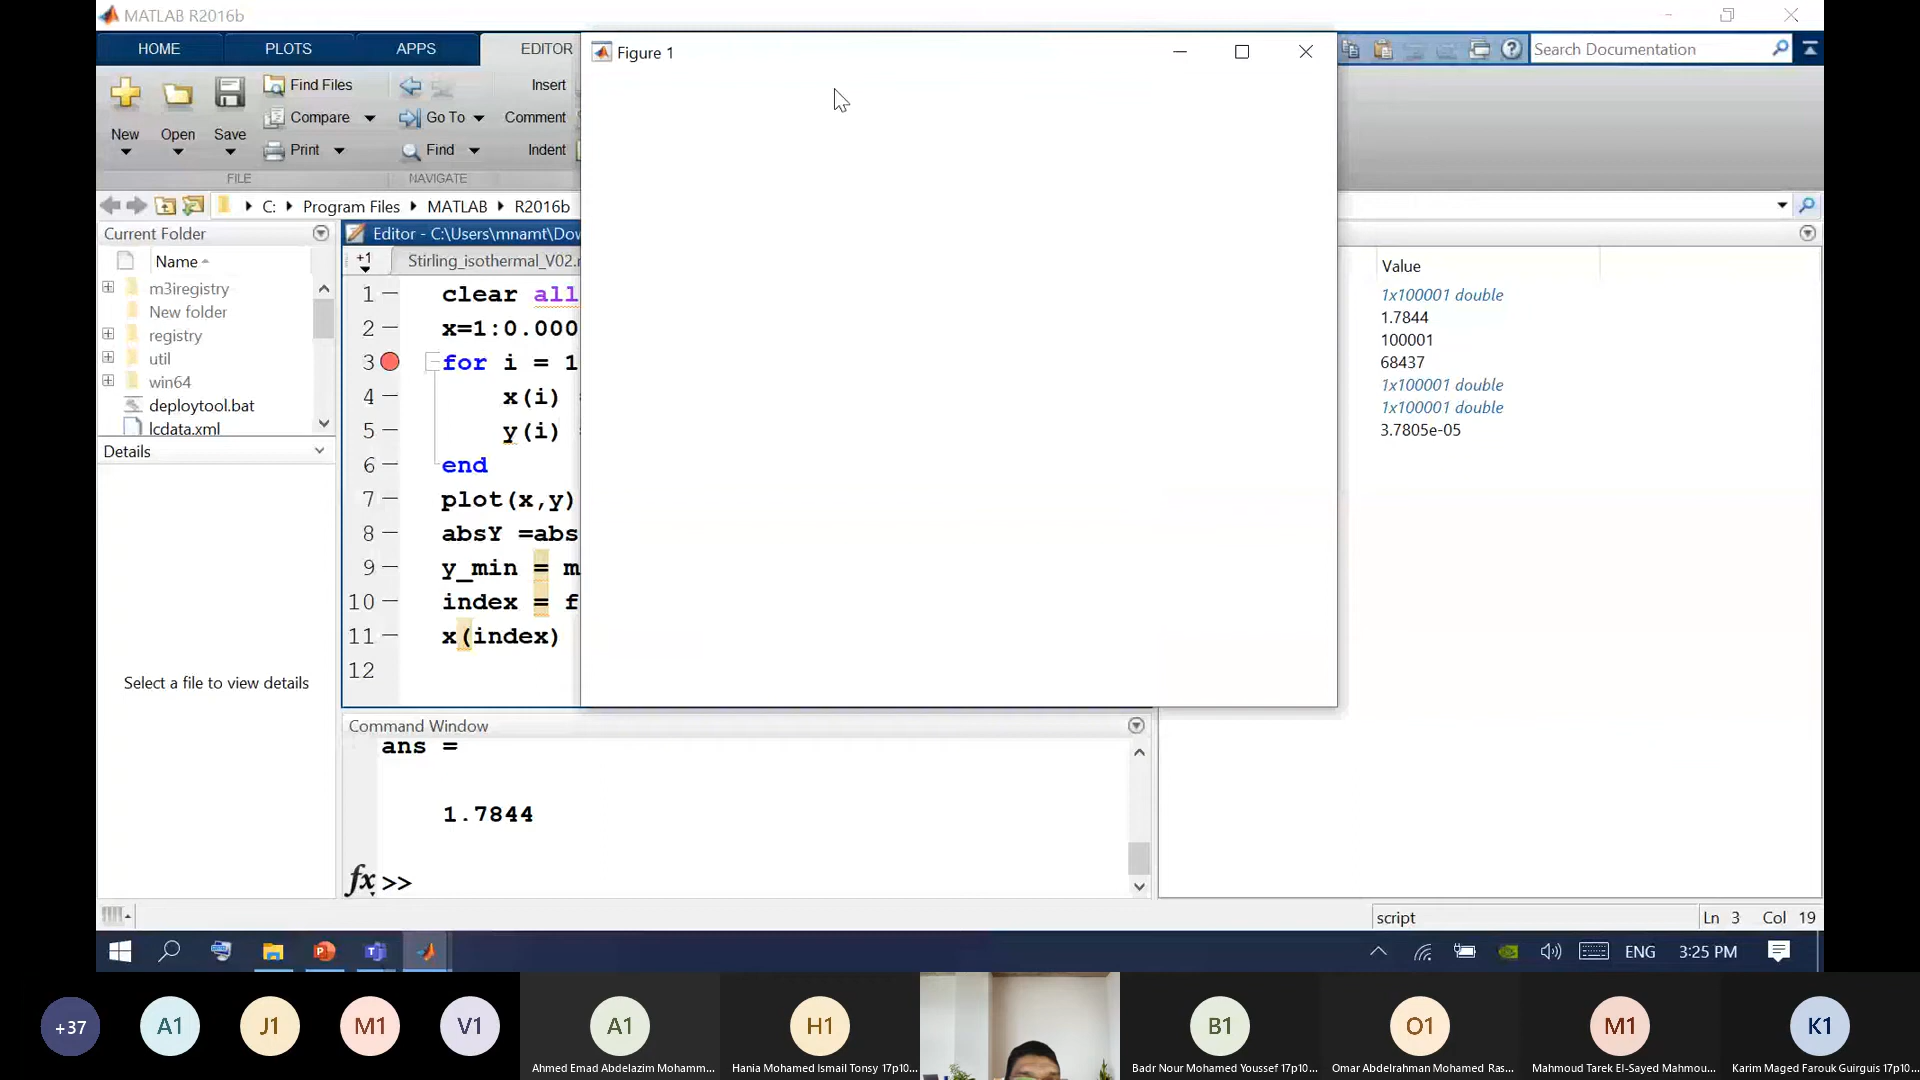 MATLAB R2016b
HOME PLOTS APPS EDITOR
Search Documentation
Figure 1
Find Files
Compare
Print
Go To
Find
Insert
Comment
Indent
New Open Save
FILE NAVIGATE
C: Program Files MATLAB R2016b
Current Folder
Name
m3iregistry
New folder
registry
util
win64
deploytool.bat
lcdata.xml
Details
Select a file to view details
Editor - C:\Users\mnamt\Dov
+1 Stirling_isothermal_V02.
1 clear all
2 x=1:0.000
3 for i = 1
4 x(i)
5 y(i)
6 end
7 plot(x,y)
8 absY =abs
9 y_min = m
10 index = f
11 x(index)
12
Value
1x100001 double
1.7844
100001
68437
1x100001 double
1x100001 double
3.7805e-05
Command Window
ans =
1.7844
fx >>
script Ln 3 Col 19
ENG 3:25 PM
+37 A1 J1 M1 V1 A1 H1 B1 O1 M1 K1
Ahmed Emad Abdelazim Mohamm...
Hania Mohamed Ismail Tonsy 17p10...
Badr Nour Mohamed Youssef 17p10...
Omar Abdelrahman Mohamed Ras...
Mahmoud Tarek El-Sayed Mahmou...
Karim Maged Farouk Guirguis 17p10...